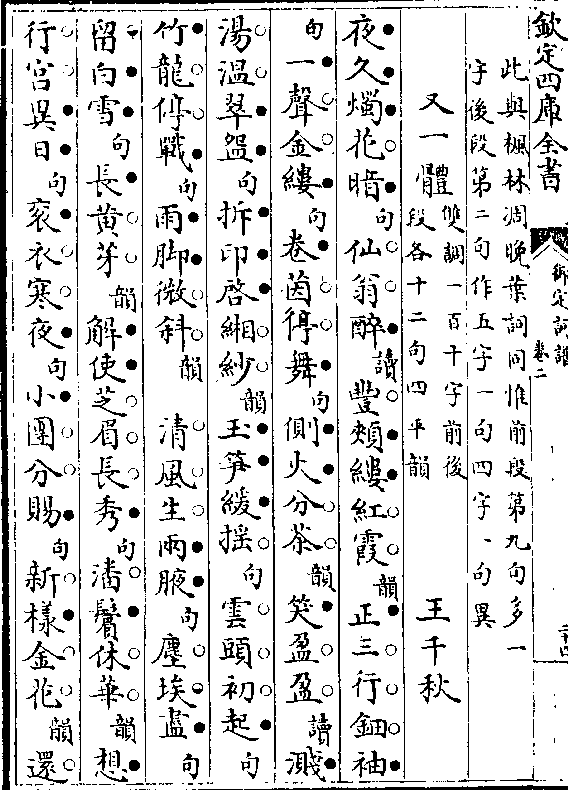 欽定四庫全書
御定詞譜
卷二
二十四
此與楓林凋晚葉詞同惟前段第九句多一
字後段第二句作五字一句四字一句異
又一體 雙調一百十字前後段各十二句四平韻 王千秋
夜久燭花暗句仙翁醉讀豐頰縷紅霞韻正三行鈿袖
句一聲金縷句卷茵停舞句側火分茶韻笑盈盈讀濺
湯溫翠盌句拆印啓緗紗韻玉笋緩搖句雲頭初起句
竹龍停戰句雨脚微斜韻 清風生兩腋句塵埃盡句
留白雪句長黃芽韻解使芝眉長秀句潘鬢休華韻想
行宮異日句衮衣寒夜句小團分賜句新樣金花韻還